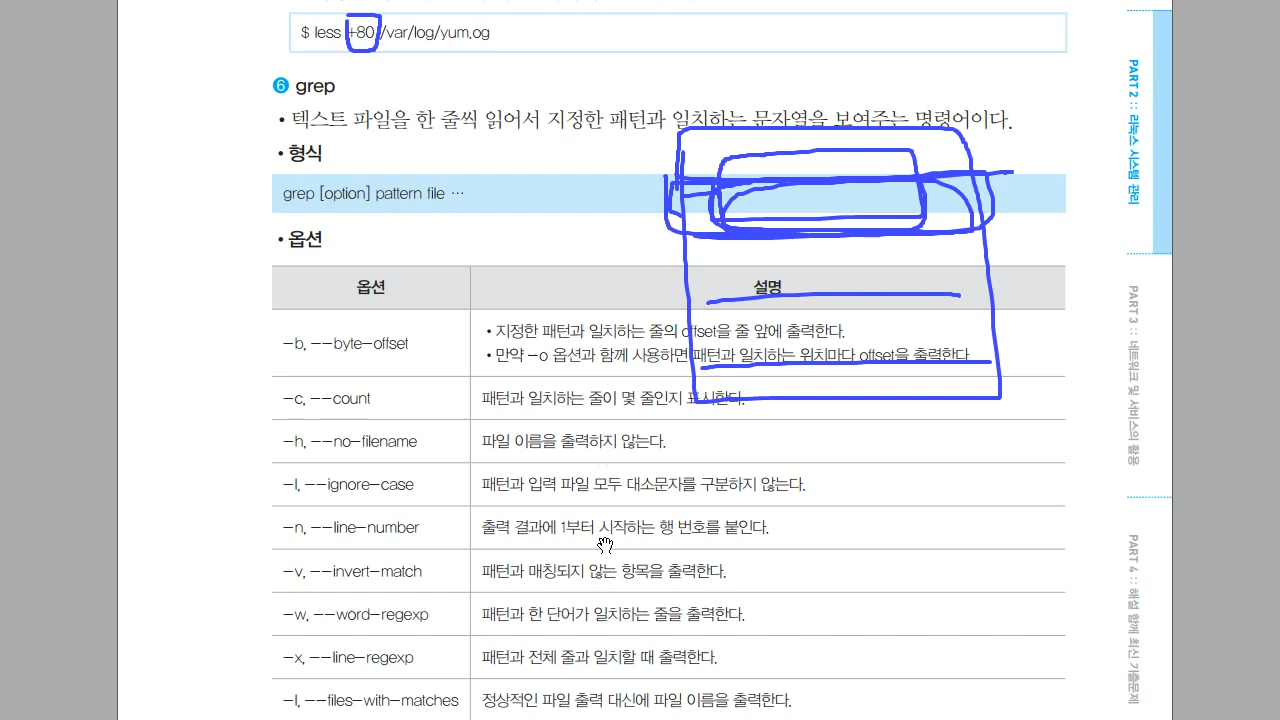 $ less +80 /var/log/yum.og
6 grep
• 텍스트 파일을 한 줄씩 읽어서 지정한 패턴과 일치하는 문자열을 보여주는 명령어이다.
• 형식
grep [option] pattern file …
• 옵션
옵션 설명
–b, ––byte–offset
• 지정한 패턴과 일치하는 줄의 offset을 줄 앞에 출력한다.
• 만약 –o 옵션과 함께 사용하면 패턴과 일치하는 위치마다 offset을 출력한다
–c, ––count 패턴과 일치하는 줄이 몇 줄인지 표시한다.
–h, ––no–filename 파일 이름을 출력하지 않는다.
–I, ––ignore–case 패턴과 입력 파일 모두 대소문자를 구분하지 않는다.
–n, ––line–number 출력 결과에 1부터 시작하는 행 번호를 붙인다.
–v, ––invert–match 패턴과 매칭되지 않는 항목을 출력한다.
–w, ––word–regexp 패턴과 한 단어가 일치하는 줄을 출력한다.
–x, ––line–regexp 패턴과 전체 줄과 일치할 때 출력한다.
–l, ––files–with–matches 정상적인 파일 출력 대신에 파일 이름을 출력한다.
PART 2 :: 리눅스 시스템 관리
PART 3 :: 네트워크 및 서비스의 활용
PART 4 :: 해설 함께 최신 기출문제